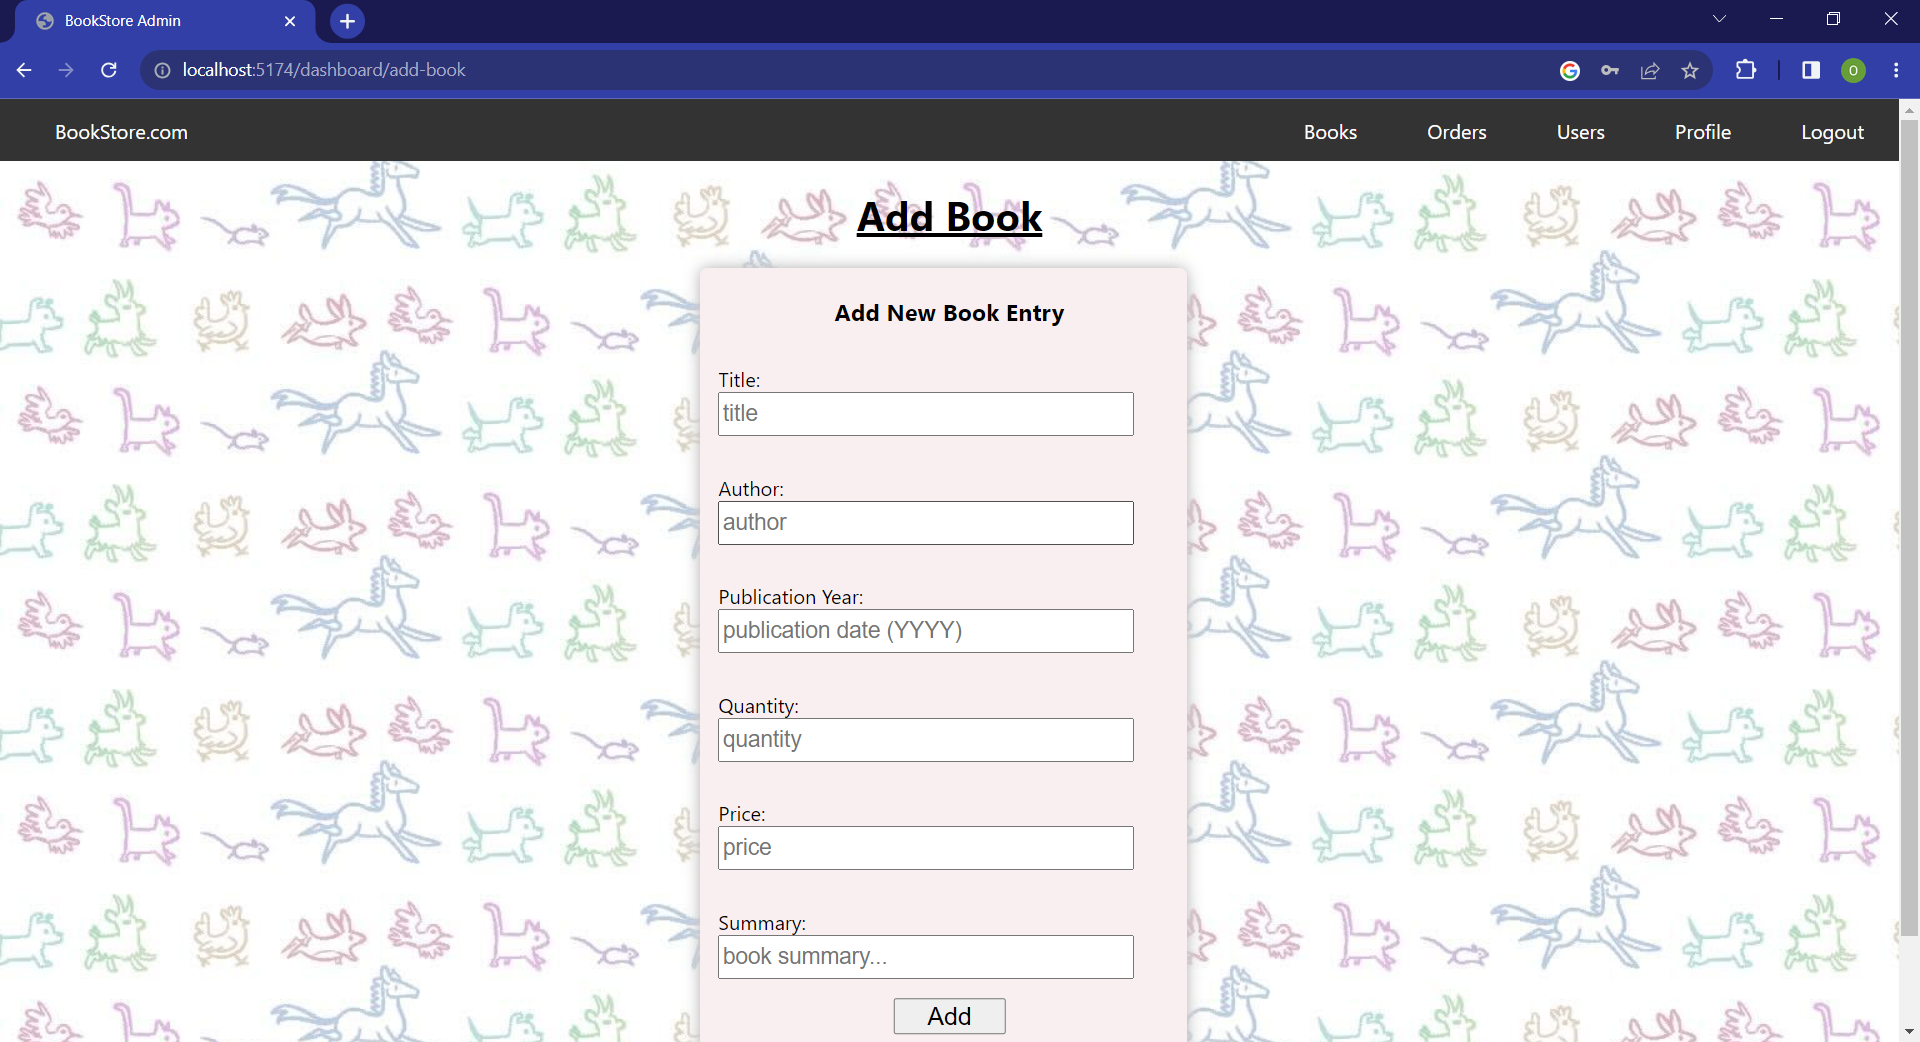 BookStore Admin
localhost:5174/dashboard/add-book
O
BookStore.com
Books
Orders
Users
Profile
Logout
Add Book
Add New Book Entry
Title:
title
Author:
author
Publication Year:
publication date (YYYY)
Quantity:
quantity
Price:
price
Summary:
book summary...
Add